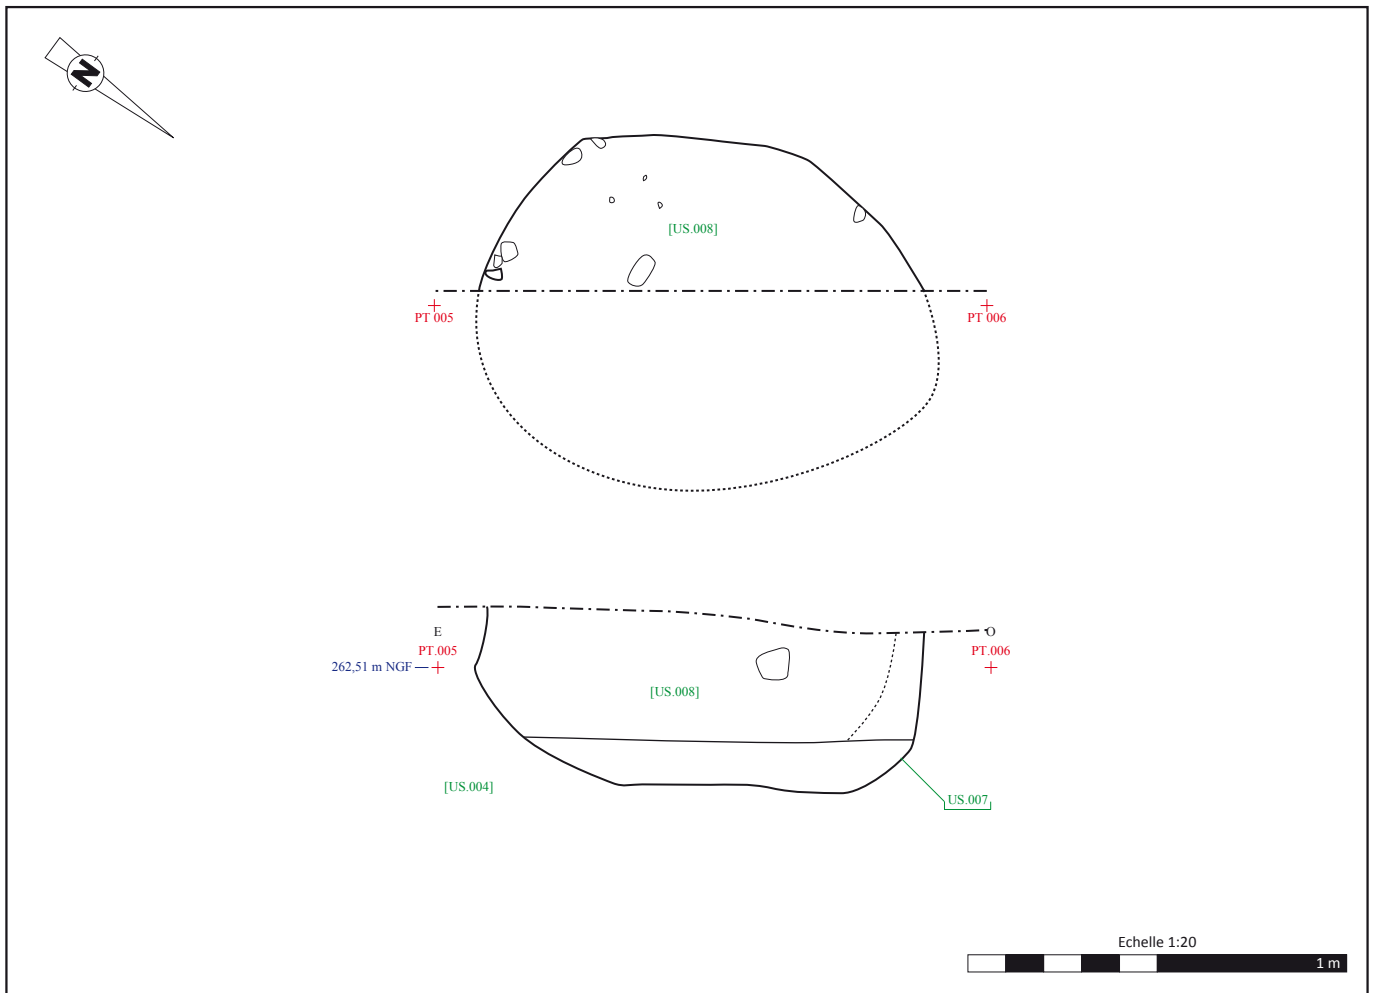 N
[US.008]
PT 005
PT 006
E
O
PT.005
PT.006
262,51 m NGF
[US.008]
[US.004]
US.007
Echelle 1:20
1 m